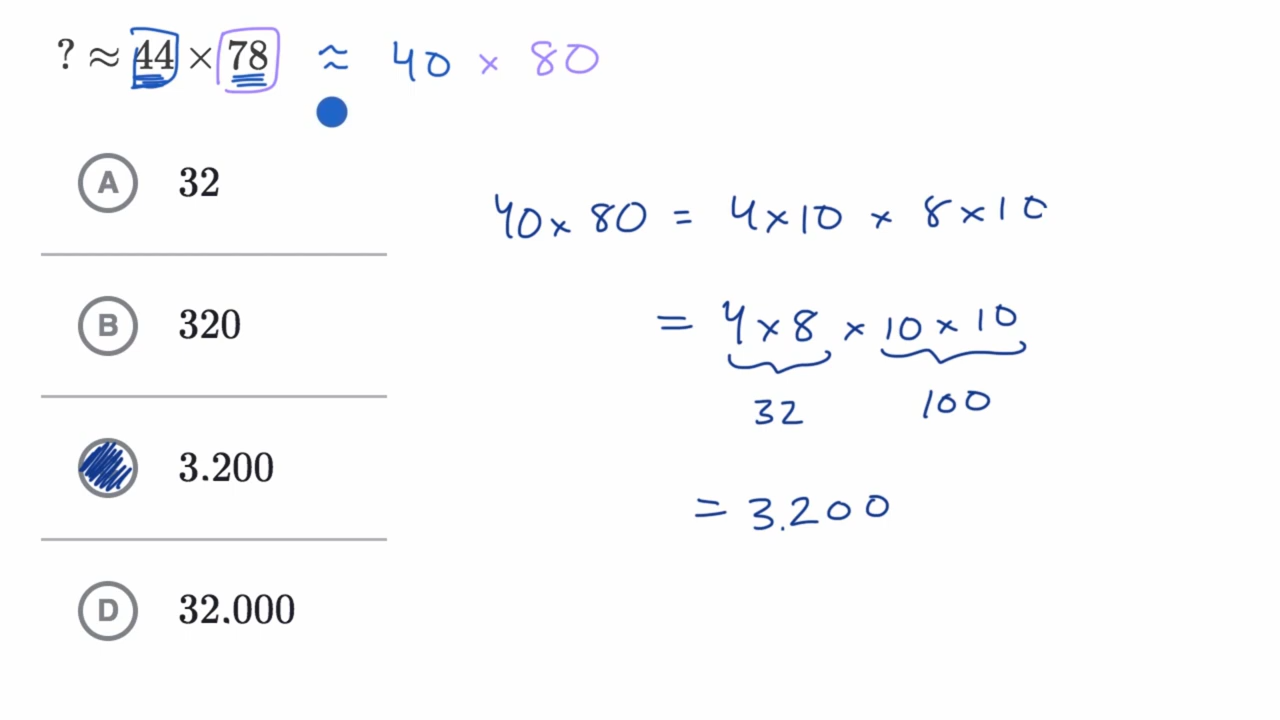 ? ≈ 44 × 78 ≈ 40 × 80
A 32
40 × 80 = 4 × 10 × 8 × 10
B 320
= 4 × 8 × 10 × 10
32 100
3.200
= 3.200
D 32.000